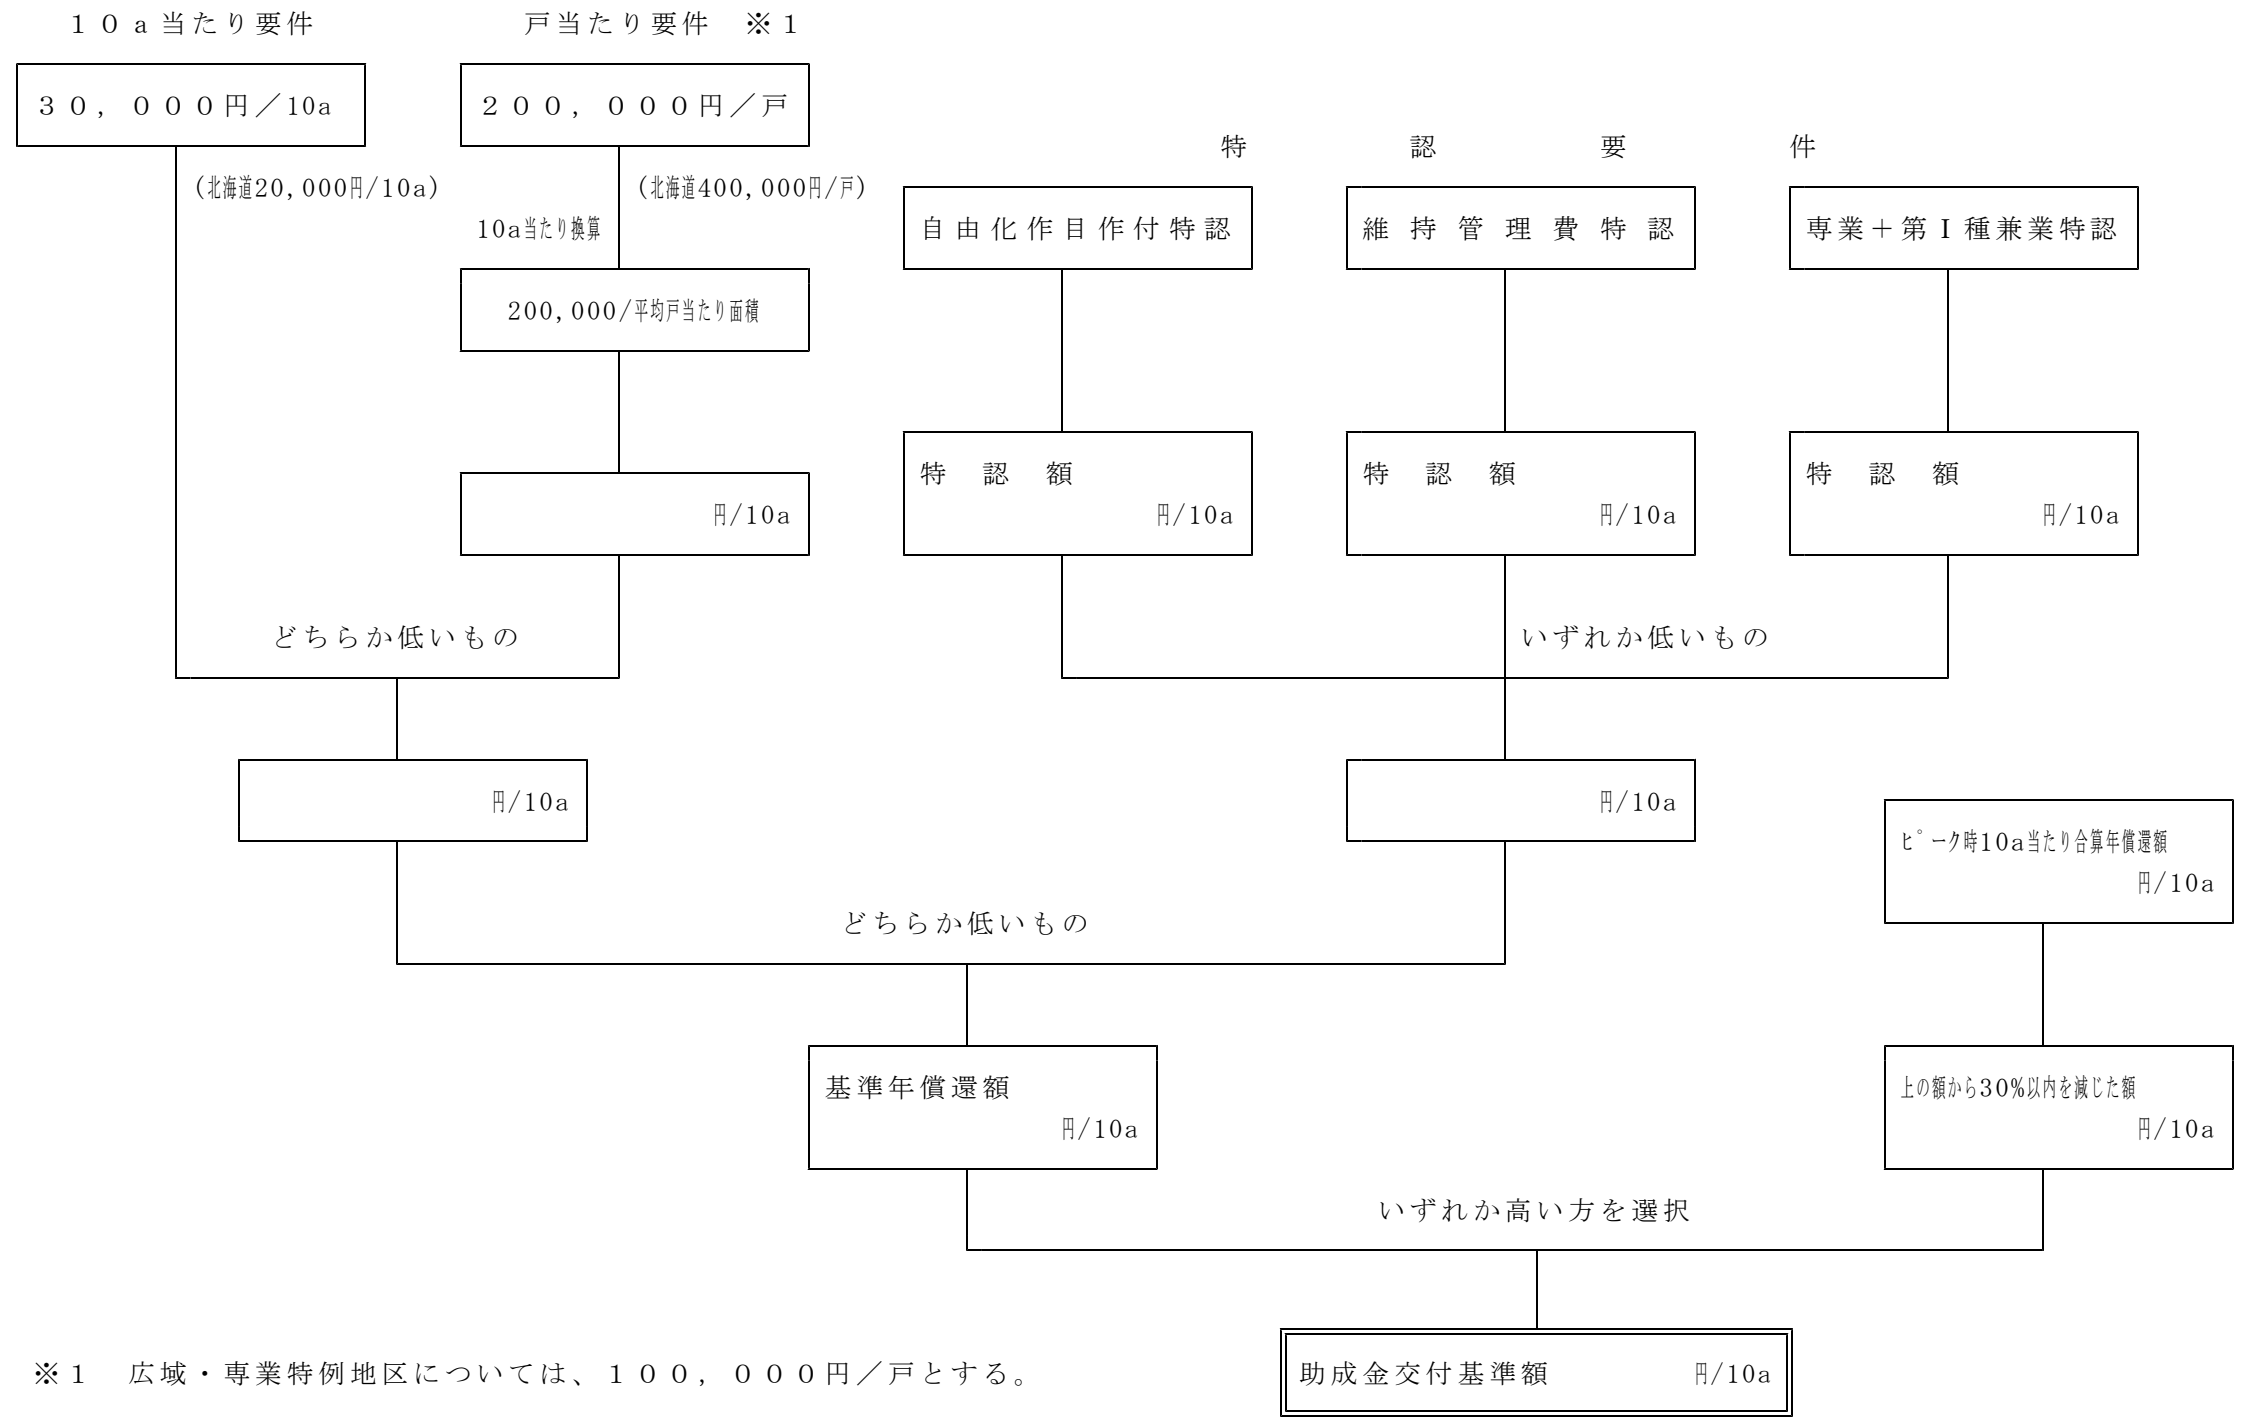 １０ａ当たり要件
戸当たり要件　※１
３０，０００円／10a
２００，０００円／戸
特認要件
(北海道20,000円/10a)
(北海道400,000円/戸)
10a当たり換算
自由化作目作付特認
維持管理費特認
専業＋第Ⅰ種兼業特認
200,000/平均戸当たり面積
特　認　額
円/10a
特　認　額
円/10a
特　認　額
円/10a
円/10a
どちらか低いもの
いずれか低いもの
円/10a
円/10a
ﾋﾟｰｸ時10a当たり合算年償還額
円/10a
どちらか低いもの
基準年償還額
円/10a
上の額から30%以内を減じた額
円/10a
いずれか高い方を選択
助成金交付基準額　円/10a
※１　広域・専業特例地区については、１００，０００円／戸とする。